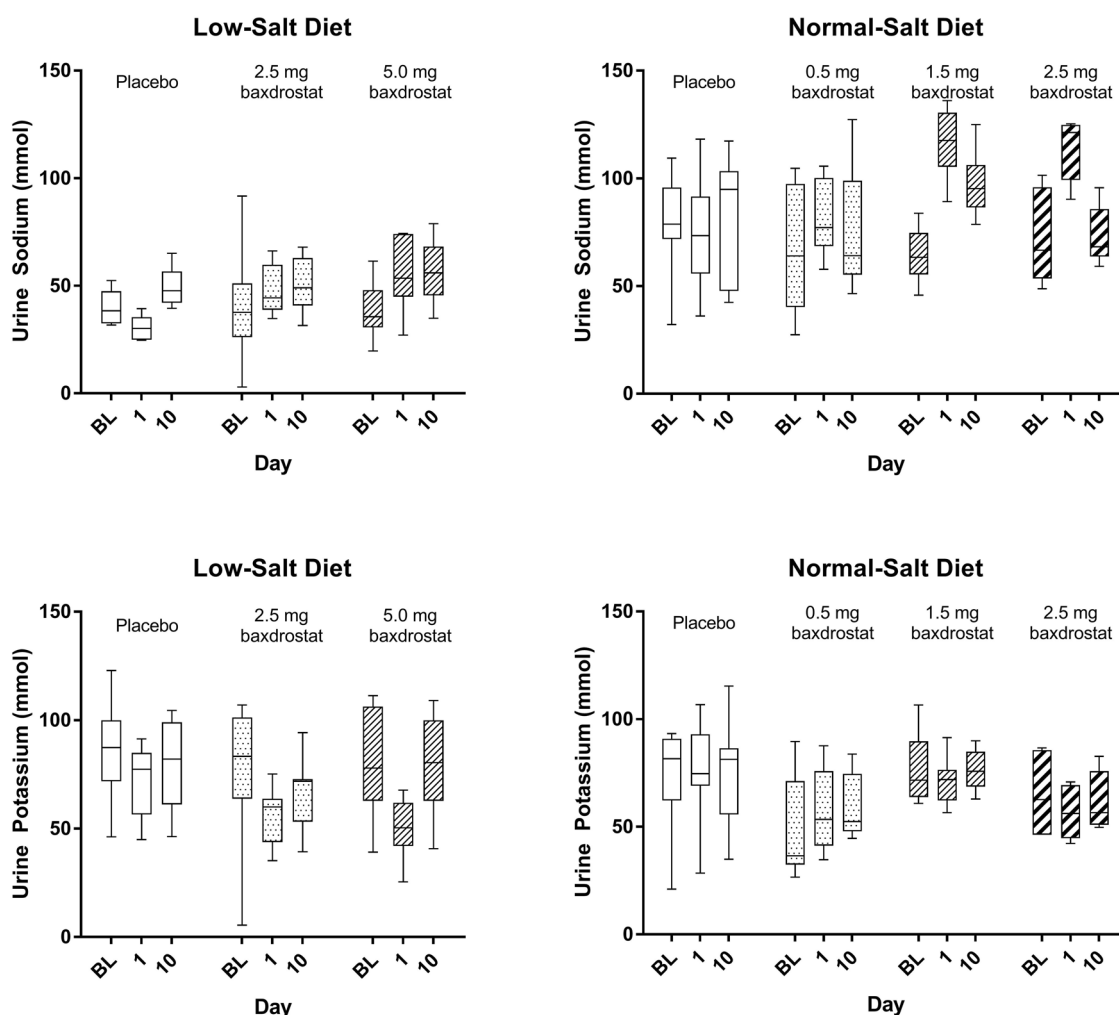 Low-Salt Diet
Placebo
2.5 mg
baxdrostat
5.0 mg
baxdrostat
Urine Sodium (mmol)
150
100
50
0
BL 1 10 BL 1 10 BL 1 10
Day
Normal-Salt Diet
Placebo
0.5 mg
baxdrostat
1.5 mg
baxdrostat
2.5 mg
baxdrostat
Urine Sodium (mmol)
150
100
50
0
BL 1 10 BL 1 10 BL 1 10 BL 1 10
Day
Low-Salt Diet
Placebo
2.5 mg
baxdrostat
5.0 mg
baxdrostat
Urine Potassium (mmol)
150
100
50
0
BL 1 10 BL 1 10 BL 1 10
Day
Normal-Salt Diet
Placebo
0.5 mg
baxdrostat
1.5 mg
baxdrostat
2.5 mg
baxdrostat
Urine Potassium (mmol)
150
100
50
0
BL 1 10 BL 1 10 BL 1 10 BL 1 10
Day